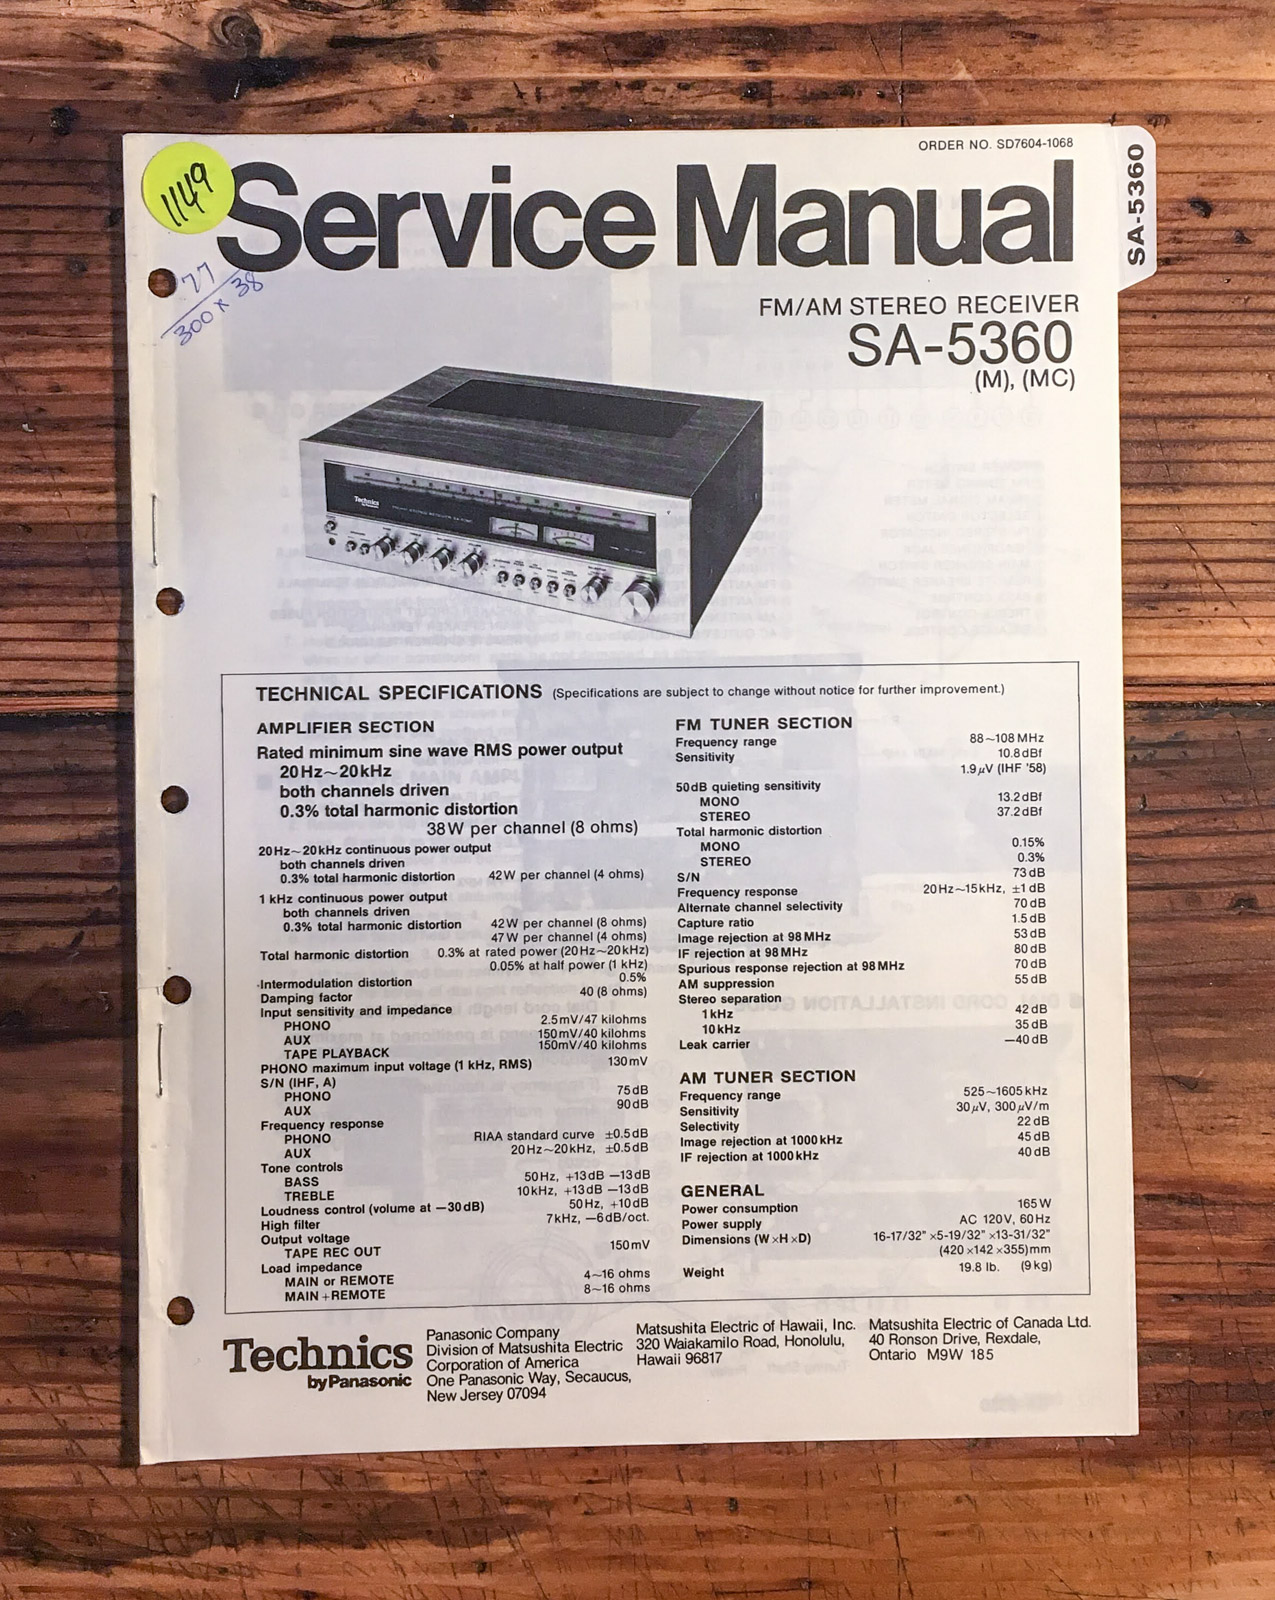 ORDER NO. SD7604-1068
SA-5360
1149
Service Manual
77
300 x 38
FM/AM STEREO RECEIVER
SA-5360
(M), (MC)
Technics
TECHNICAL SPECIFICATIONS (Specifications are subject to change without notice for further improvement.)
AMPLIFIER SECTION
Rated minimum sine wave RMS power output
20Hz~20kHz
both channels driven
0.3% total harmonic distortion
38W per channel (8 ohms)
20Hz~20kHz continuous power output
both channels driven
0.3% total harmonic distortion 42W per channel (4 ohms)
1 kHz continuous power output
both channels driven
0.3% total harmonic distortion 42W per channel (8 ohms)
47W per channel (4 ohms)
Total harmonic distortion 0.3% at rated power (20Hz~20kHz)
0.05% at half power (1 kHz)
Intermodulation distortion 0.5%
Damping factor 40 (8 ohms)
Input sensitivity and impedance
PHONO 2.5mV/47 kilohms
AUX 150mV/40 kilohms
TAPE PLAYBACK 150mV/40 kilohms
PHONO maximum input voltage (1 kHz, RMS) 130mV
S/N (IHF, A)
PHONO 75dB
AUX 90dB
Frequency response
PHONO RIAA standard curve ±0.5dB
AUX 20Hz~20kHz, ±0.5dB
Tone controls
BASS 50Hz, +13dB −13dB
TREBLE 10kHz, +13dB −13dB
Loudness control (volume at −30dB) 50Hz, +10dB
High filter 7kHz, −6dB/oct.
Output voltage
TAPE REC OUT 150mV
Load impedance
MAIN or REMOTE 4~16 ohms
MAIN+REMOTE 8~16 ohms
FM TUNER SECTION
Frequency range 88~108MHz
Sensitivity 10.8dBf
1.9µV (IHF '58)
50dB quieting sensitivity
MONO 13.2dBf
STEREO 37.2dBf
Total harmonic distortion
MONO 0.15%
STEREO 0.3%
S/N 73dB
Frequency response 20Hz~15kHz, ±1dB
Alternate channel selectivity 70dB
Capture ratio 1.5dB
Image rejection at 98MHz 53dB
IF rejection at 98MHz 80dB
Spurious response rejection at 98MHz 70dB
AM suppression 55dB
Stereo separation
1kHz 42dB
10kHz 35dB
Leak carrier −40dB
AM TUNER SECTION
Frequency range 525~1605kHz
Sensitivity 30µV, 300µV/m
Selectivity 22dB
Image rejection at 1000kHz 45dB
IF rejection at 1000kHz 40dB
GENERAL
Power consumption 165W
Power supply AC 120V, 60Hz
Dimensions (W×H×D) 16-17/32" ×5-19/32" ×13-31/32"
(420×142×355)mm
Weight 19.8 lb. (9kg)
Technics
by Panasonic
Panasonic Company
Division of Matsushita Electric
Corporation of America
One Panasonic Way, Secaucus,
New Jersey 07094
Matsushita Electric of Hawaii, Inc.
320 Waiakamilo Road, Honolulu,
Hawaii 96817
Matsushita Electric of Canada Ltd.
40 Ronson Drive, Rexdale,
Ontario M9W 185